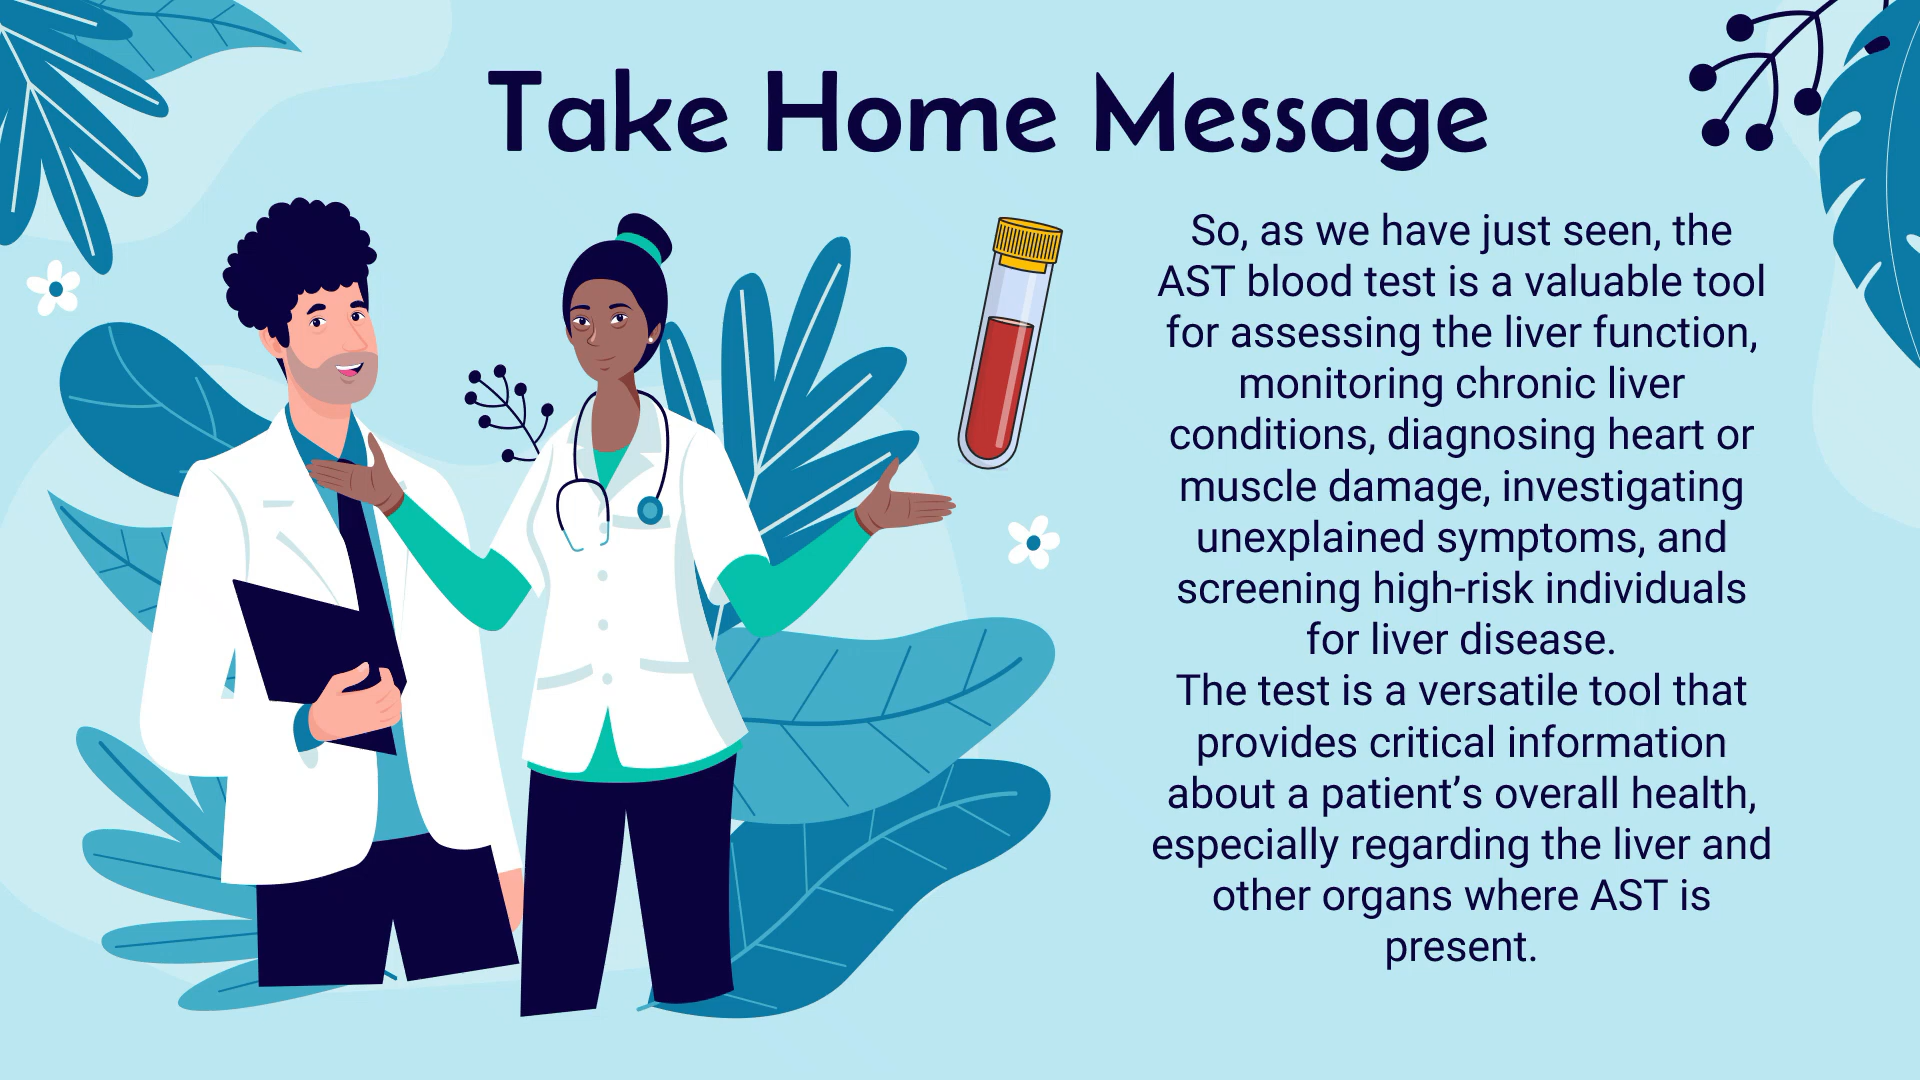 Take Home Message
So, as we have just seen, the
AST blood test is a valuable tool
for assessing the liver function,
monitoring chronic liver
conditions, diagnosing heart or
muscle damage, investigating
unexplained symptoms, and
screening high-risk individuals
for liver disease.
The test is a versatile tool that
provides critical information
about a patient’s overall health,
especially regarding the liver and
other organs where AST is
present.